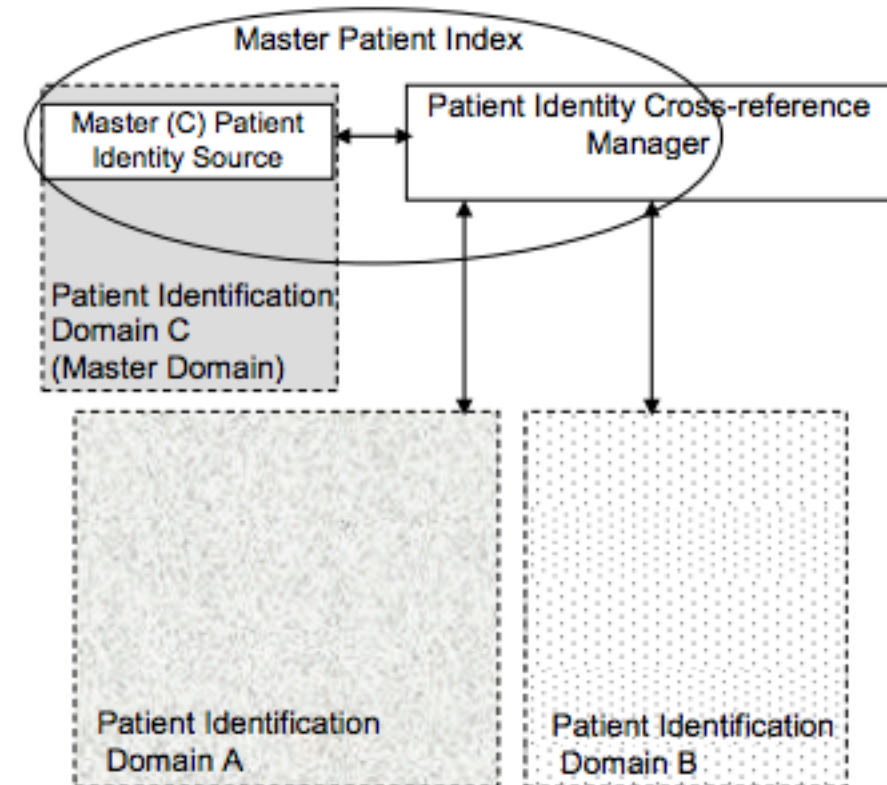 Master Patient Index
Master (C) Patient
Identity Source
Patient Identity Cross-reference
Manager
Patient Identification
Domain C
(Master Domain)
Patient Identification
Domain A
Patient Identification
Domain B